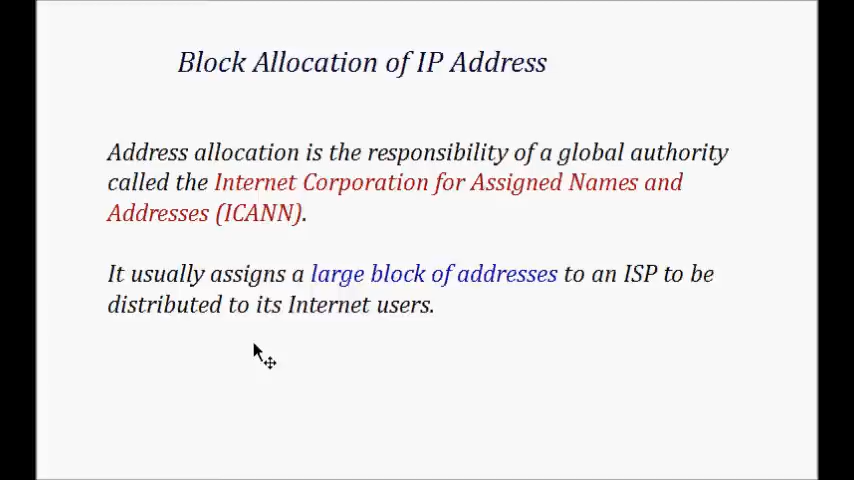 Block Allocation of IP Address
Address allocation is the responsibility of a global authority
called the Internet Corporation for Assigned Names and
Addresses (ICANN).
It usually assigns a large block of addresses to an ISP to be
distributed to its Internet users.